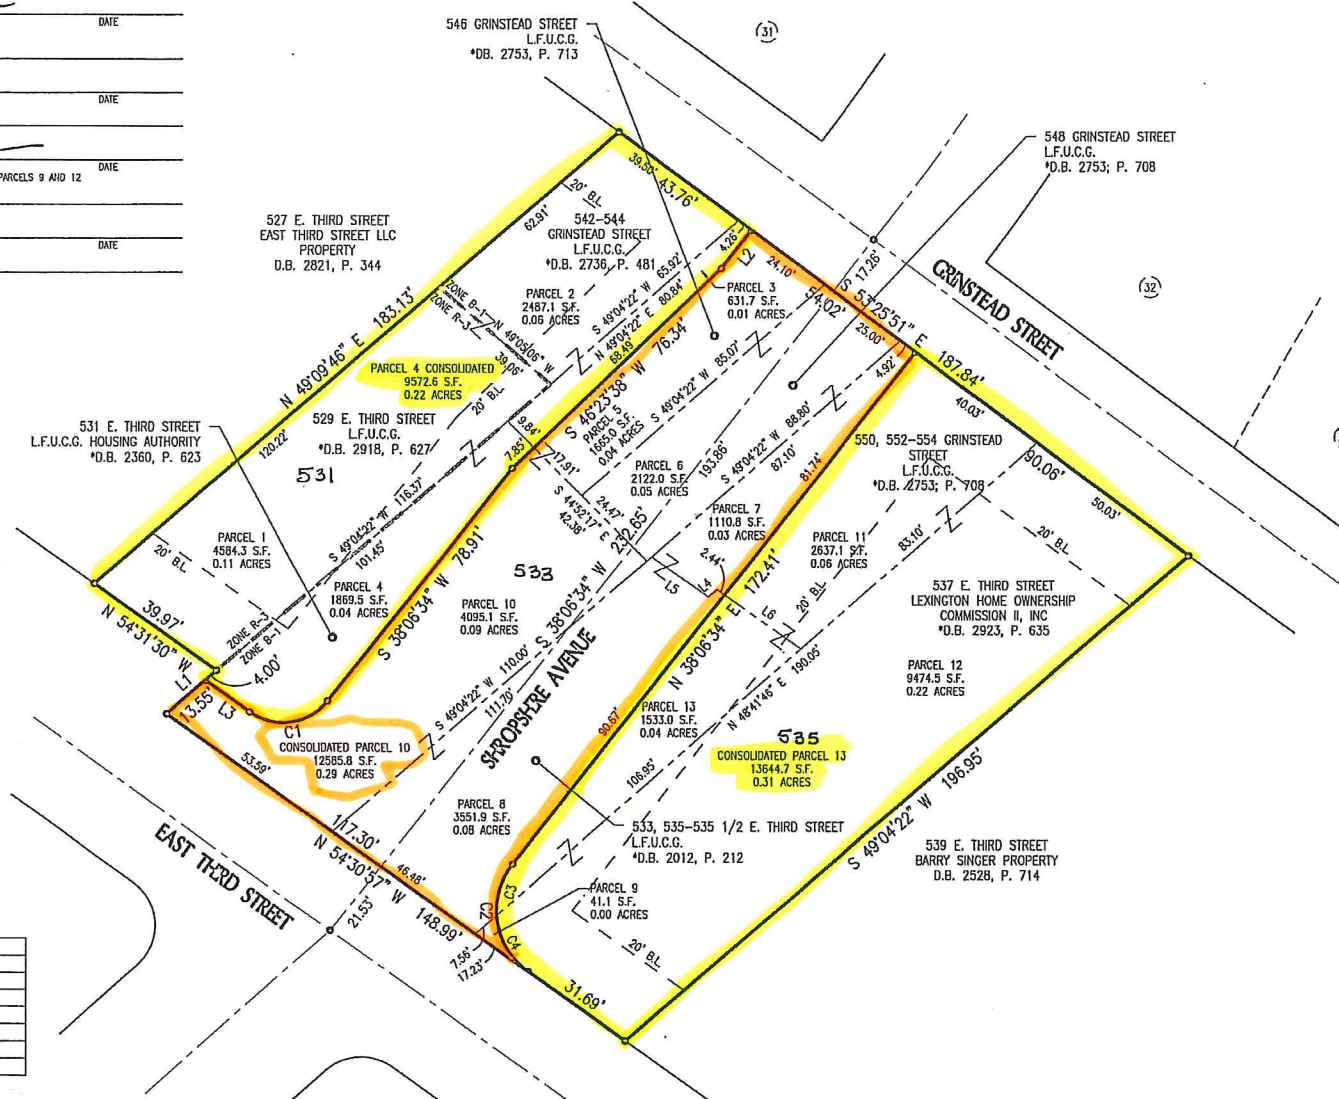 DATE
DATE
DATE
PARCELS 9 AND 12
DATE
546 GRINSTEAD STREET
L.F.U.C.G.
*DB. 2753, P. 713
31
548 GRINSTEAD STREET
L.F.U.C.G.
*D.B. 2753; P. 708
32
527 E. THIRD STREET
EAST THIRD STREET LLC
PROPERTY
D.B. 2821, P. 344
39.50'
43.76'
20' B.L.
62.91'
542-544
GRINSTEAD STREET
L.F.U.C.G.
*D.B. 2736, P. 481
4.26'
L2
24.10'
S 53°25'51" E 187.84'
54.02'
17.26'
25.00'
4.92'
GRINSTEAD STREET
N 49°09'46" E 183.13'
ZONE B-1
ZONE R-3
N 49°05'06" W
39.06'
PARCEL 2
2487.1 S.F.
0.06 ACRES
S 49°04'22" W 65.92'
N 49°04'22" E 80.84'
PARCEL 3
631.7 S.F.
0.01 ACRES
PARCEL 4 CONSOLIDATED
9572.6 S.F.
0.22 ACRES
20' B.L.
68.49'
S 46°23'38" W 76.34'
S 49°04'22" W 85.07'
529 E. THIRD STREET
L.F.U.C.G.
*D.B. 2918, P. 627
531
120.22'
531 E. THIRD STREET
L.F.U.C.G. HOUSING AUTHORITY
*D.B. 2360, P. 623
9.84'
7.85'
17.91'
PARCEL 5
1665.0 S.F.
0.04 ACRES
S 49°04'22" W 88.80'
87.10'
193.86'
81.74'
40.03'
90.06'
50.03'
550, 552-554 GRINSTEAD
STREET
L.F.U.C.G.
*D.B. 2753; P. 708
PARCEL 6
2122.0 S.F.
0.05 ACRES
24.47'
S 44°52'17" E
42.38'
PARCEL 7
1110.8 S.F.
0.03 ACRES
PARCEL 11
2637.1 S.F.
0.06 ACRES
83.10'
20' B.L.
PARCEL 1
4584.3 S.F.
0.11 ACRES
20' B.L.
S 49°04'22" W 116.37'
101.45'
PARCEL 4
1869.5 S.F.
0.04 ACRES
S 38°06'34" W 78.91'
533
PARCEL 10
4095.1 S.F.
0.09 ACRES
S 38°06'34" W 232.65'
L5
L4
2.44'
L6
N 38°06'34" E 172.41'
20' B.L.
537 E. THIRD STREET
LEXINGTON HOME OWNERSHIP
COMMISSION II, INC
*D.B. 2923, P. 635
PARCEL 12
9474.5 S.F.
0.22 ACRES
39.97'
N 54°31'30" W
ZONE R-3
ZONE B-1
4.00'
L1
13.55'
L3
C1
S 49°04'22" W 110.00'
111.70'
SHROPSHIRE AVENUE
N 48°41'46" E 190.05'
PARCEL 13
1533.0 S.F.
0.04 ACRES
90.67'
106.95'
535
CONSOLIDATED PARCEL 13
13644.7 S.F.
0.31 ACRES
CONSOLIDATED PARCEL 10
12585.8 S.F.
0.29 ACRES
53.59'
117.30'
N 54°30'57" W 148.99'
46.48'
PARCEL 8
3551.9 S.F.
0.08 ACRES
533, 535-535 1/2 E. THIRD STREET
L.F.U.C.G.
*D.B. 2012, P. 212
S 49°04'22" W 196.95'
539 E. THIRD STREET
BARRY SINGER PROPERTY
D.B. 2528, P. 714
EAST THIRD STREET
21.53'
C3
C2
C4
PARCEL 9
41.1 S.F.
0.00 ACRES
20' B.L.
7.56'
17.23'
31.69'